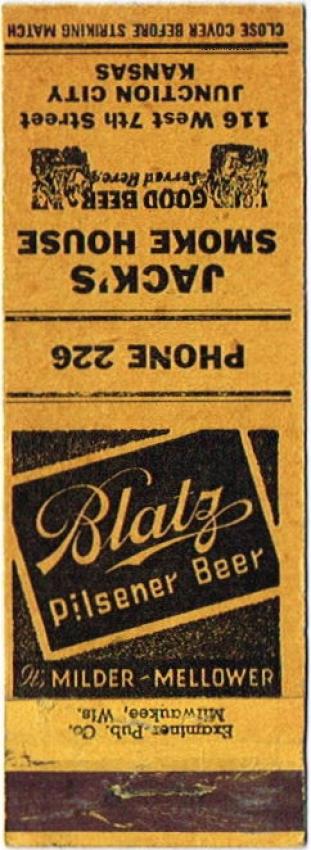 Blatz
Pilsener Beer
It's MILDER - MELLOWER
PHONE 226
JACK'S
SMOKE HOUSE
GOOD BEER
Served Here
116 West 7th Street
JUNCTION CITY
KANSAS
CLOSE COVER BEFORE STRIKING MATCH
Examiner Pub. Co.
Milwaukee, Wis.